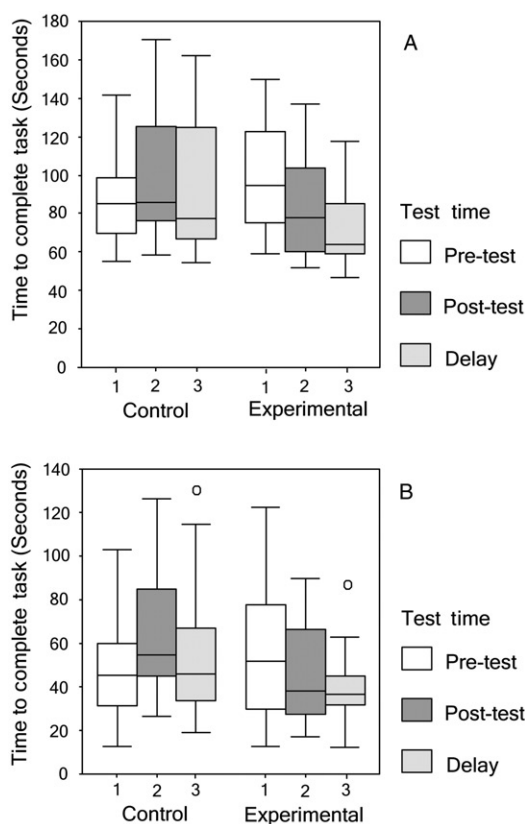 A
Time to complete task (Seconds)
180
160
140
120
100
80
60
40
20
0
1 2 3 1 2 3
Control Experimental
Test time
Pre-test
Post-test
Delay
B
Time to complete task (Seconds)
140
120
100
80
60
40
20
0
1 2 3 1 2 3
Control Experimental
Test time
Pre-test
Post-test
Delay